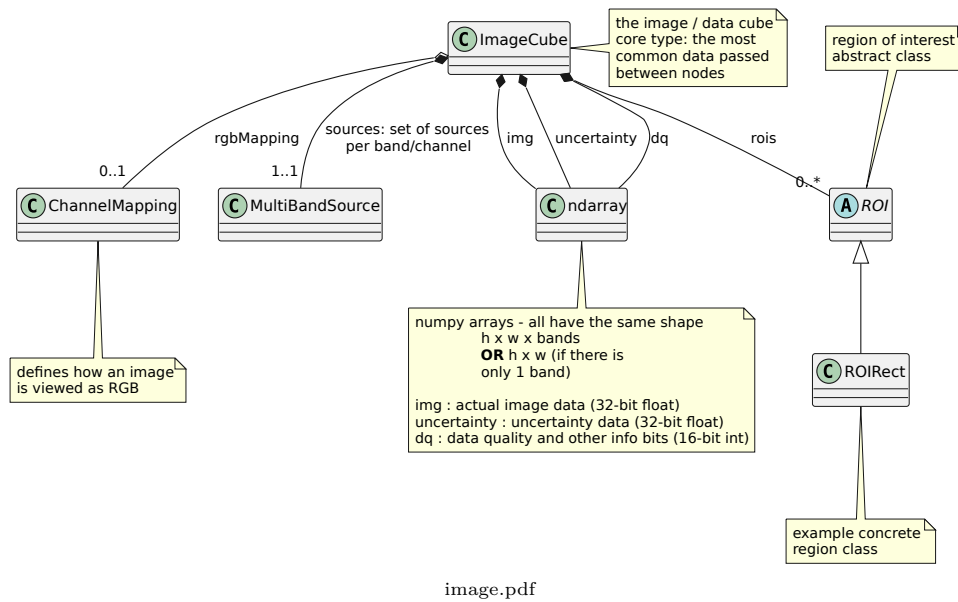 C ImageCube
the image / data cube
core type: the most
common data passed
between nodes
region of interest
abstract class
rgbMapping
sources: set of sources
per band/channel
img
uncertainty
dq
rois
0..1
1..1
0..*
C ChannelMapping
C MultiBandSource
C ndarray
A ROI
numpy arrays - all have the same shape
h x w x bands
OR h x w (if there is
only 1 band)
img : actual image data (32-bit float)
uncertainty : uncertainty data (32-bit float)
dq : data quality and other info bits (16-bit int)
defines how an image
is viewed as RGB
C ROIRect
example concrete
region class
image.pdf